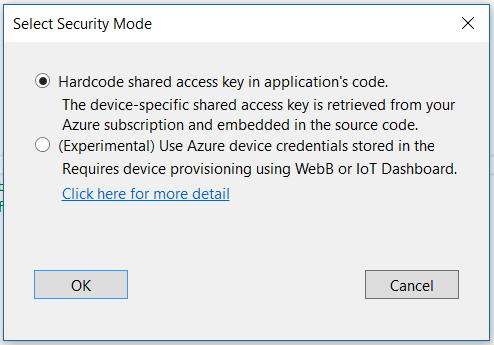 Select Security Mode
Hardcode shared access key in application's code.
The device-specific shared access key is retrieved from your
Azure subscription and embedded in the source code.
(Experimental) Use Azure device credentials stored in the
Requires device provisioning using WebB or IoT Dashboard.
Click here for more detail
OK Cancel